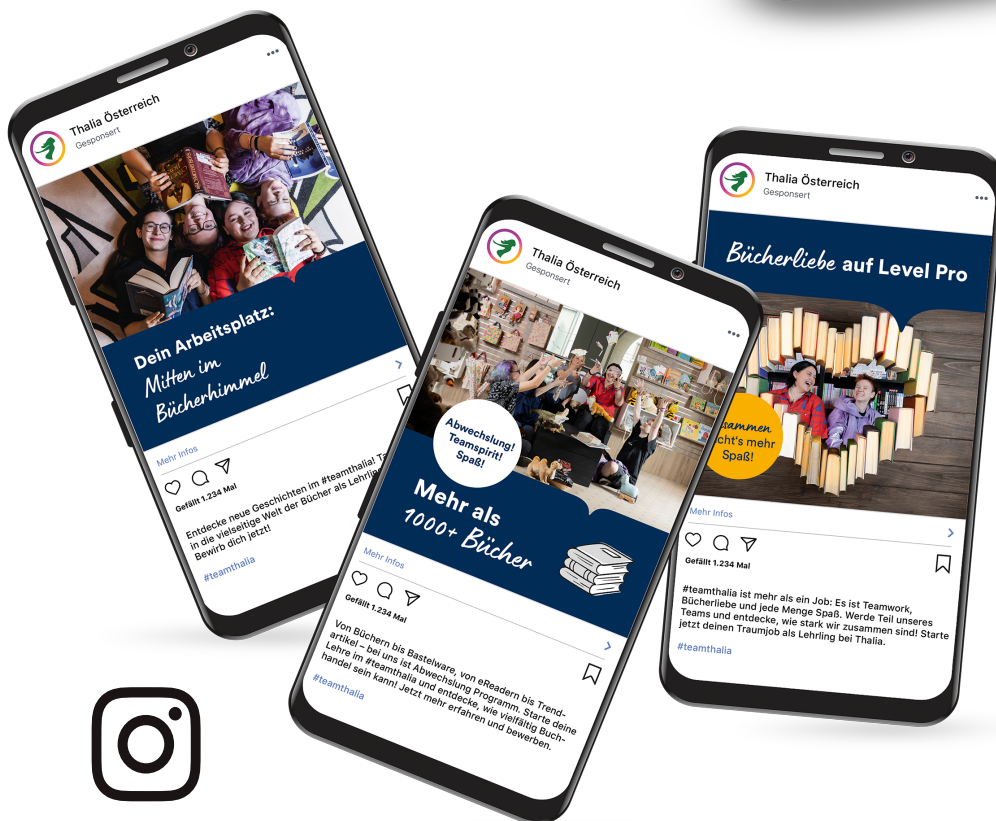 Thalia Österreich
Gesponsert
Dein Arbeitsplatz:
Mitten im
Bücherhimmel
Mehr Infos
Gefällt 1.234 Mal
Entdecke neue Geschichten im #teamthalia!
in die vielseitige Welt der Bücher als Lehrling
Bewirb dich jetzt!
#teamthalia
Thalia Österreich
Gesponsert
Abwechslung!
Teamspirit!
Spaß!
Mehr als
1000+ Bücher
Mehr Infos
Gefällt 1.234 Mal
Von Büchern bis Bastelware, von eReadern bis Trend-
artikel – bei uns ist Abwechslung Programm. Starte deine
Lehre im #teamthalia und entdecke, wie vielfältig Buch-
handel sein kann! Jetzt mehr erfahren und bewerben.
#teamthalia
Thalia Österreich
Gesponsert
Bücherliebe auf Level Pro
mehr
Spaß!
Mehr Infos
Gefällt 1.234 Mal
#teamthalia ist mehr als ein Job: Es ist Teamwork,
Bücherliebe und jede Menge Spaß. Werde Teil unseres
Teams und entdecke, wie stark wir zusammen sind! Starte
jetzt deinen Traumjob als Lehrling bei Thalia.
#teamthalia